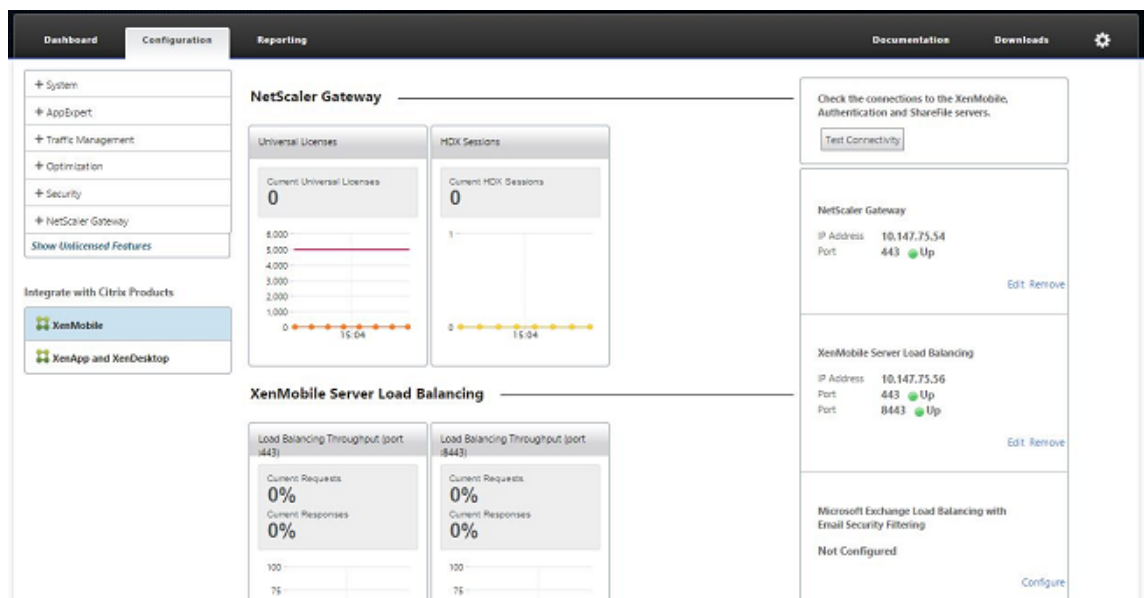 Dashboard
Configuration
Reporting
Documentation
Downloads
+ System
+ AppExpert
+ Traffic Management
+ Optimization
+ Security
+ NetScaler Gateway
Show Unlicensed Features
Integrate with Citrix Products
XenMobile
XenApp and XenDesktop
NetScaler Gateway
Universal Licenses
Current Universal Licenses
0
6,000
5,000
4,000
3,000
2,000
1,000
0
15:04
HDX Sessions
Current HDX Sessions
0
1
0
15:04
XenMobile Server Load Balancing
Load Balancing Throughput (port
:443)
Current Requests
0%
Current Responses
0%
100
75
Load Balancing Throughput (port
:8443)
Current Requests
0%
Current Responses
0%
100
75
Check the connections to the XenMobile,
Authentication and ShareFile servers.
Test Connectivity
NetScaler Gateway
IP Address 10.147.75.54
Port 443 Up
Edit Remove
XenMobile Server Load Balancing
IP Address 10.147.75.56
Port 443 Up
Port 8443 Up
Edit Remove
Microsoft Exchange Load Balancing with
Email Security Filtering
Not Configured
Configure